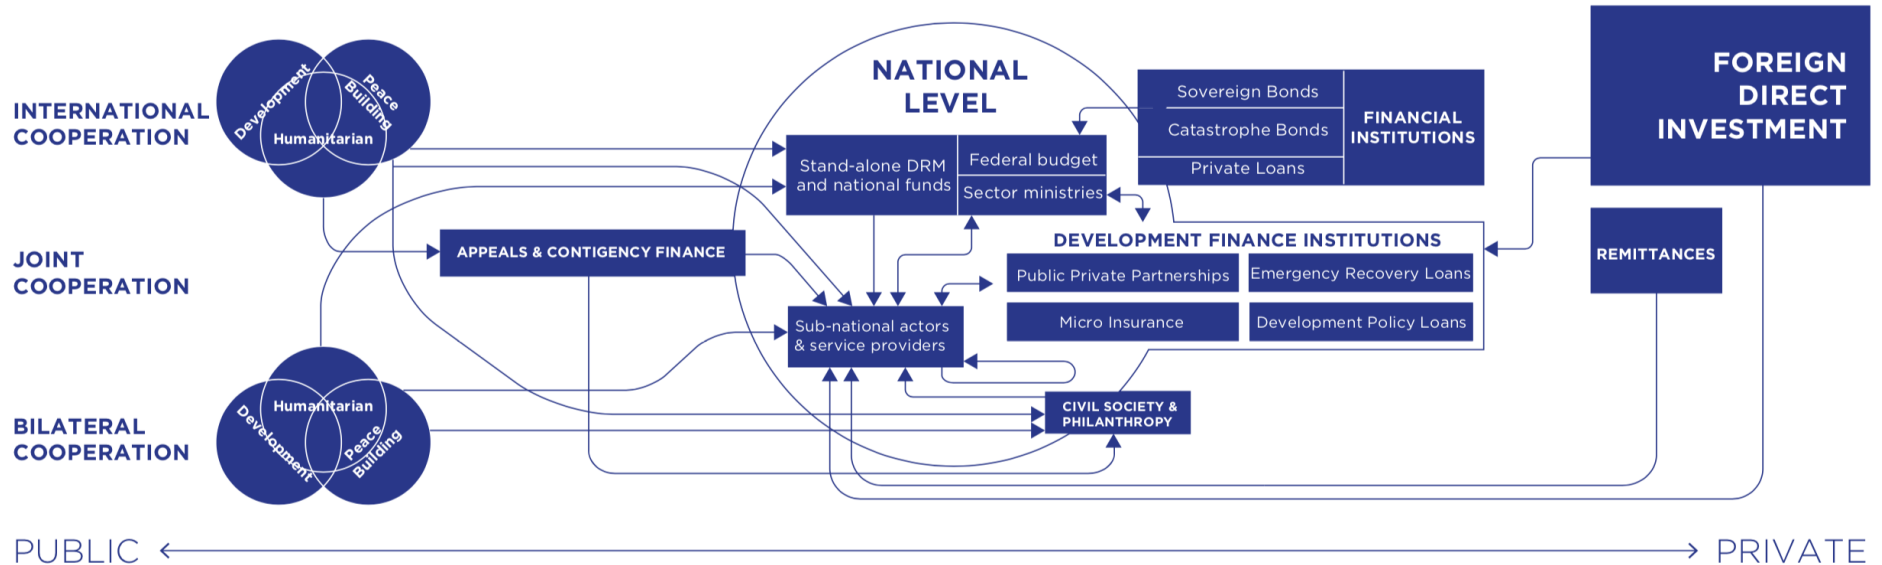 INTERNATIONAL
COOPERATION
Development
Peace
Building
Humanitarian
NATIONAL
LEVEL
Stand-alone DRM
and national funds
Federal budget
Sector ministries
Sovereign Bonds
Catastrophe Bonds
Private Loans
FINANCIAL
INSTITUTIONS
FOREIGN
DIRECT
INVESTMENT
JOINT
COOPERATION
APPEALS & CONTIGENCY FINANCE
DEVELOPMENT FINANCE INSTITUTIONS
Public Private Partnerships
Emergency Recovery Loans
Micro Insurance
Development Policy Loans
REMITTANCES
Sub-national actors
& service providers
BILATERAL
COOPERATION
Humanitarian
Development
Peace
Building
CIVIL SOCIETY &
PHILANTHROPY
PUBLIC
PRIVATE